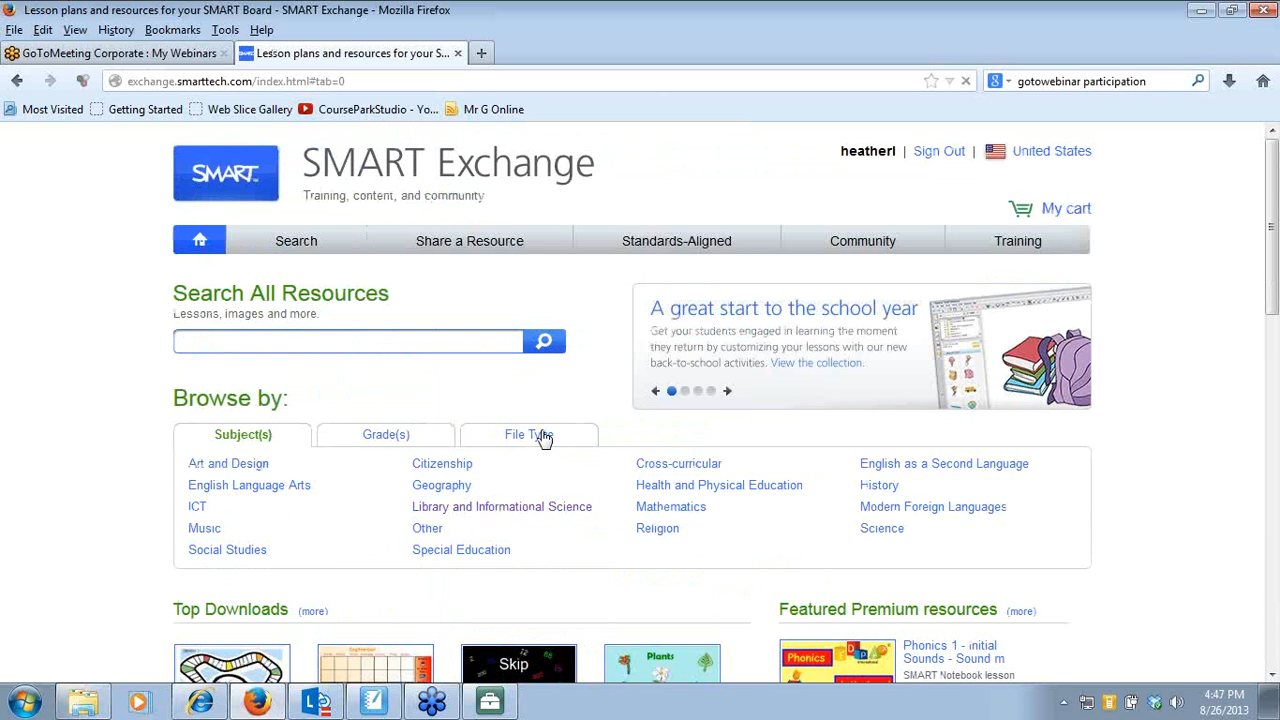 Lesson plans and resources for your SMART Board - SMART Exchange - Mozilla Firefox
File Edit View History Bookmarks Tools Help
GoToMeeting Corporate : My Webinars × Lesson plans and resources for your S... × +
exchange.smarttech.com/index.html#tab=0 gotowebinar participation
Most Visited Getting Started Web Slice Gallery CourseParkStudio - Yo... Mr G Online
SMART
SMART Exchange
Training, content, and community
heatherl Sign Out | United States
My cart
Search Share a Resource Standards-Aligned Community Training
Search All Resources
Lessons, images and more.
A great start to the school year
Get your students engaged in learning the moment
they return by customizing your lessons with our new
back-to-school activities. View the collection.
Browse by:
Subject(s) Grade(s) File Type
Art and Design Citizenship Cross-curricular English as a Second Language
English Language Arts Geography Health and Physical Education History
ICT Library and Informational Science Mathematics Modern Foreign Languages
Music Other Religion Science
Social Studies Special Education
Top Downloads (more) Featured Premium resources (more)
Skip
Plants
Phonics
Phonics 1 - initial
Sounds - Sound m
SMART Notebook lesson
4:47 PM
8/26/2013